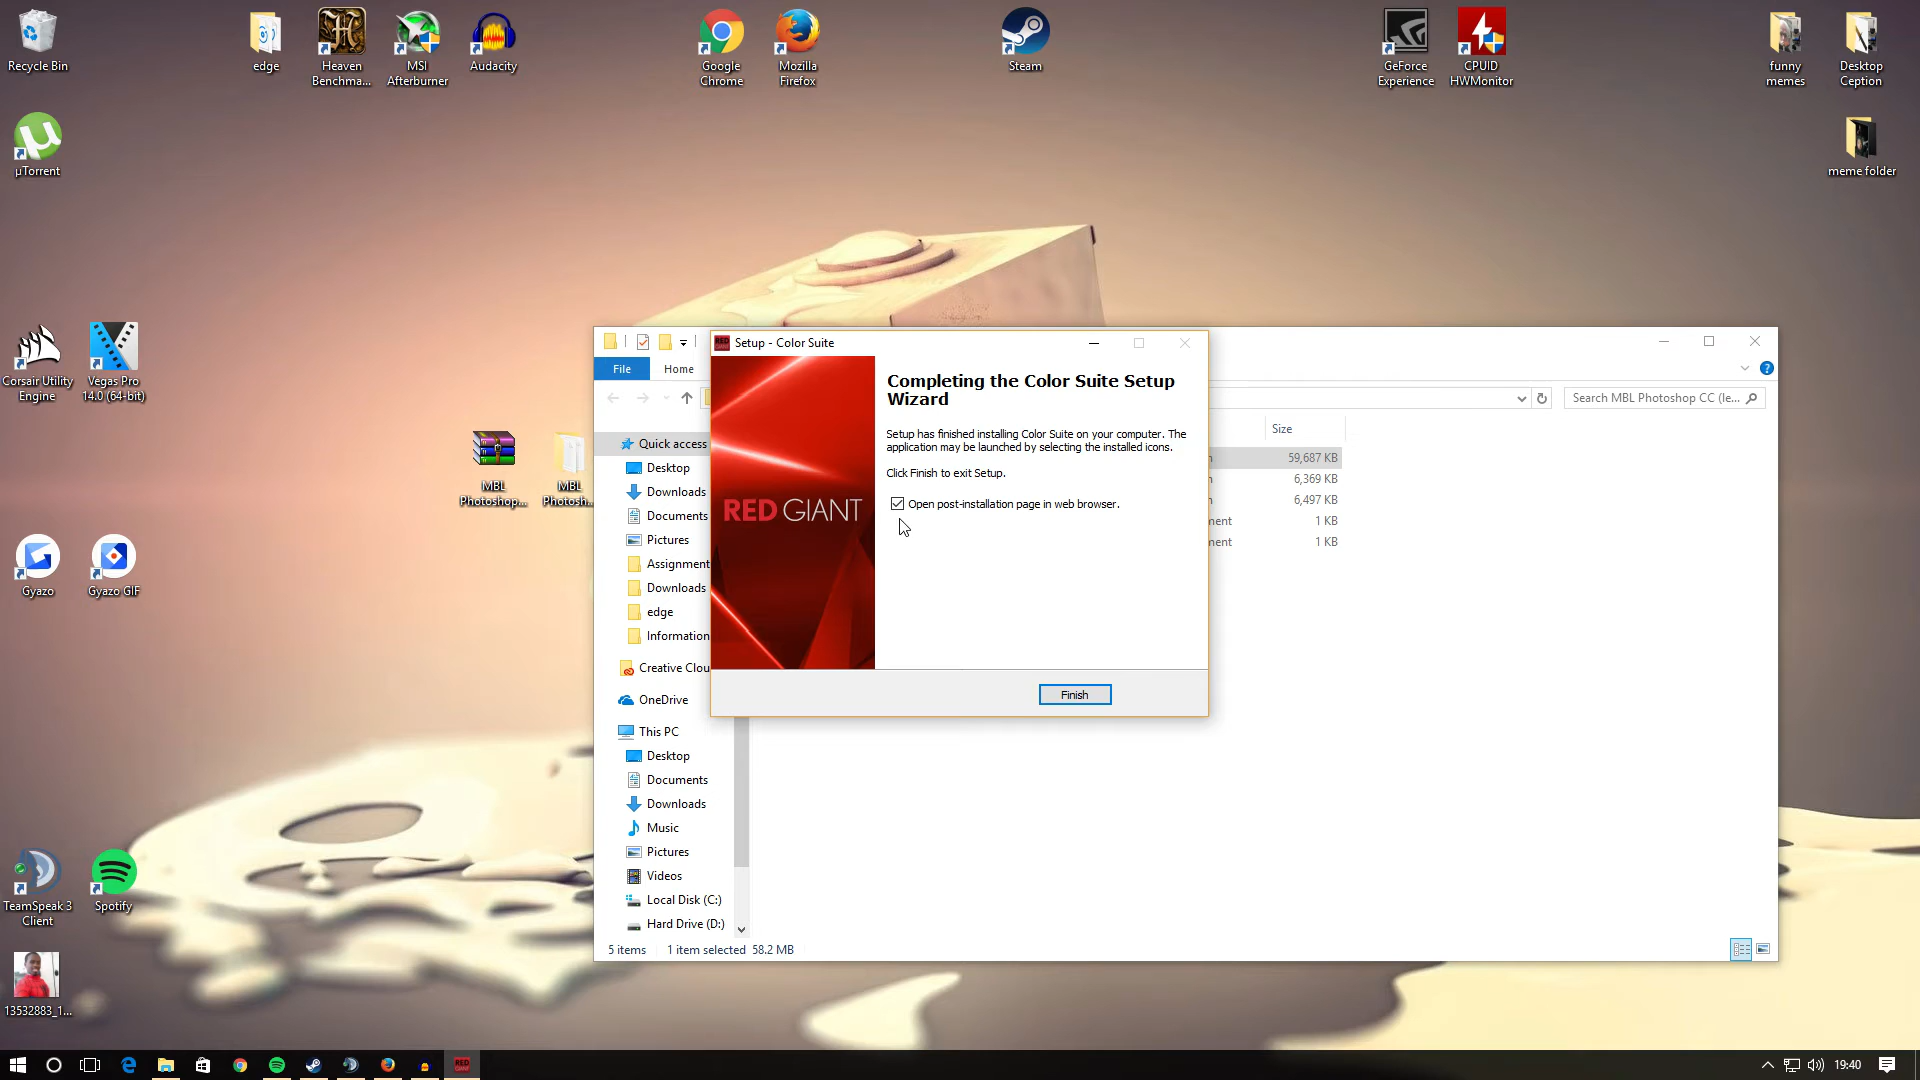 Recycle Bin
edge
Heaven
Benchma...
MSI
Afterburner
Audacity
Google
Chrome
Mozilla
Firefox
Steam
GeForce
Experience
CPUID
HWMonitor
funny
memes
Desktop
Ception
µTorrent
meme folder
Corsair Utility
Engine
Vegas Pro
14.0 (64-bit)
MBL
Photoshop...
MBL
Photosh...
Gyazo
Gyazo GIF
TeamSpeak 3
Client
Spotify
13532883_1...
File
Home
Search MBL Photoshop CC (le...
Size
59,687 KB
6,369 KB
6,497 KB
1 KB
1 KB
Quick access
Desktop
Downloads
Documents
Pictures
Assignment
Downloads
edge
Information
Creative Clou
OneDrive
This PC
Desktop
Documents
Downloads
Music
Pictures
Videos
Local Disk (C:)
Hard Drive (D:)
5 items
1 item selected 58.2 MB
Setup - Color Suite
RED GIANT
Completing the Color Suite Setup
Wizard
Setup has finished installing Color Suite on your computer. The
application may be launched by selecting the installed icons.
Click Finish to exit Setup.
Open post-installation page in web browser.
Finish
19:40